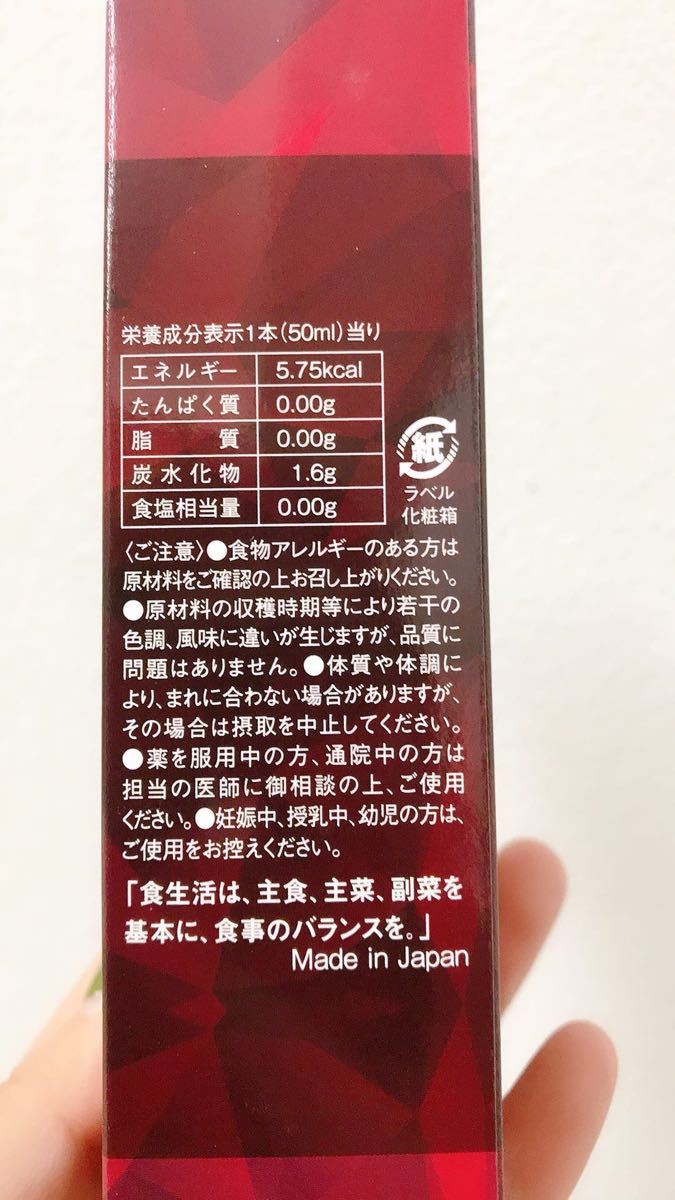 栄養成分表示1本(50ml)当り
エネルギー 5.75kcal
たんぱく質 0.00g
脂質 0.00g
炭水化物 1.6g
食塩相当量 0.00g
紙
ラベル
化粧箱
〈ご注意〉●食物アレルギーのある方は
原材料をご確認の上お召し上がりください。
●原材料の収穫時期等により若干の
色調、風味に違いが生じますが、品質に
問題はありません。●体質や体調に
より、まれに合わない場合がありますが、
その場合は摂取を中止してください。
●薬を服用中の方、通院中の方は
担当の医師に御相談の上、ご使用
ください。●妊娠中、授乳中、幼児の方は、
ご使用をお控えください。
「食生活は、主食、主菜、副菜を
基本に、食事のバランスを。」
Made in Japan